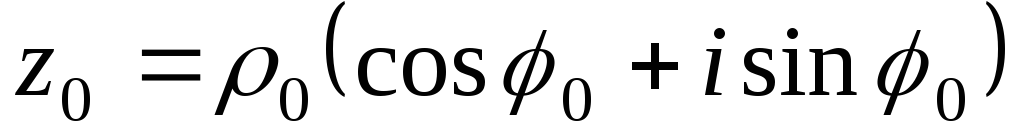 z₀ = ρ₀(cos ϕ₀ + i sin ϕ₀)